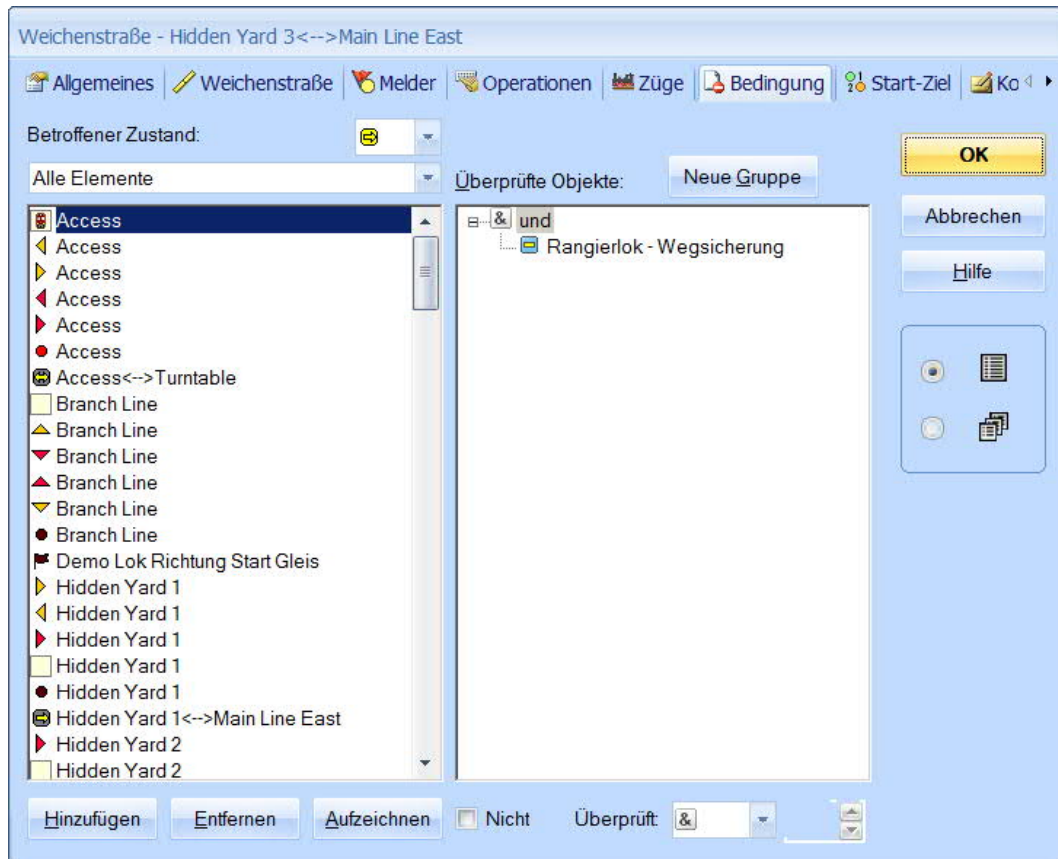 Weichenstraße - Hidden Yard 3<-->Main Line East
Allgemeines Weichenstraße Melder Operationen Züge Bedingung Start-Ziel Ko
Betroffener Zustand:
Alle Elemente
Überprüfte Objekte:
Neue Gruppe
Access
Access
Access
Access
Access
Access
Access<-->Turntable
Branch Line
Branch Line
Branch Line
Branch Line
Branch Line
Branch Line
Demo Lok Richtung Start Gleis
Hidden Yard 1
Hidden Yard 1
Hidden Yard 1
Hidden Yard 1
Hidden Yard 1
Hidden Yard 1<-->Main Line East
Hidden Yard 2
Hidden Yard 2
& und
Rangierlok - Wegsicherung
OK
Abbrechen
Hilfe
Hinzufügen Entfernen Aufzeichnen Nicht Überprüft: &